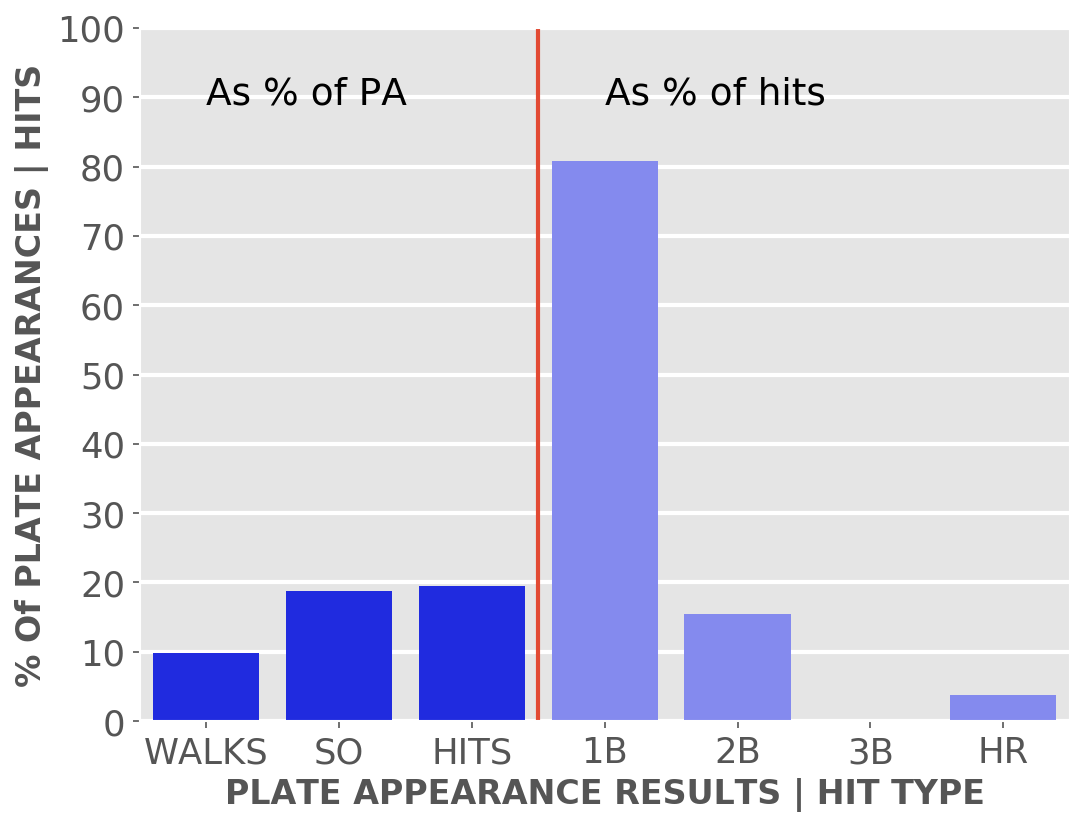 % Of PLATE APPEARANCES | HITS
100
90
80
70
60
50
40
30
20
10
0
As % of PA
As % of hits
WALKS SO HITS 1B 2B 3B HR
PLATE APPEARANCE RESULTS | HIT TYPE